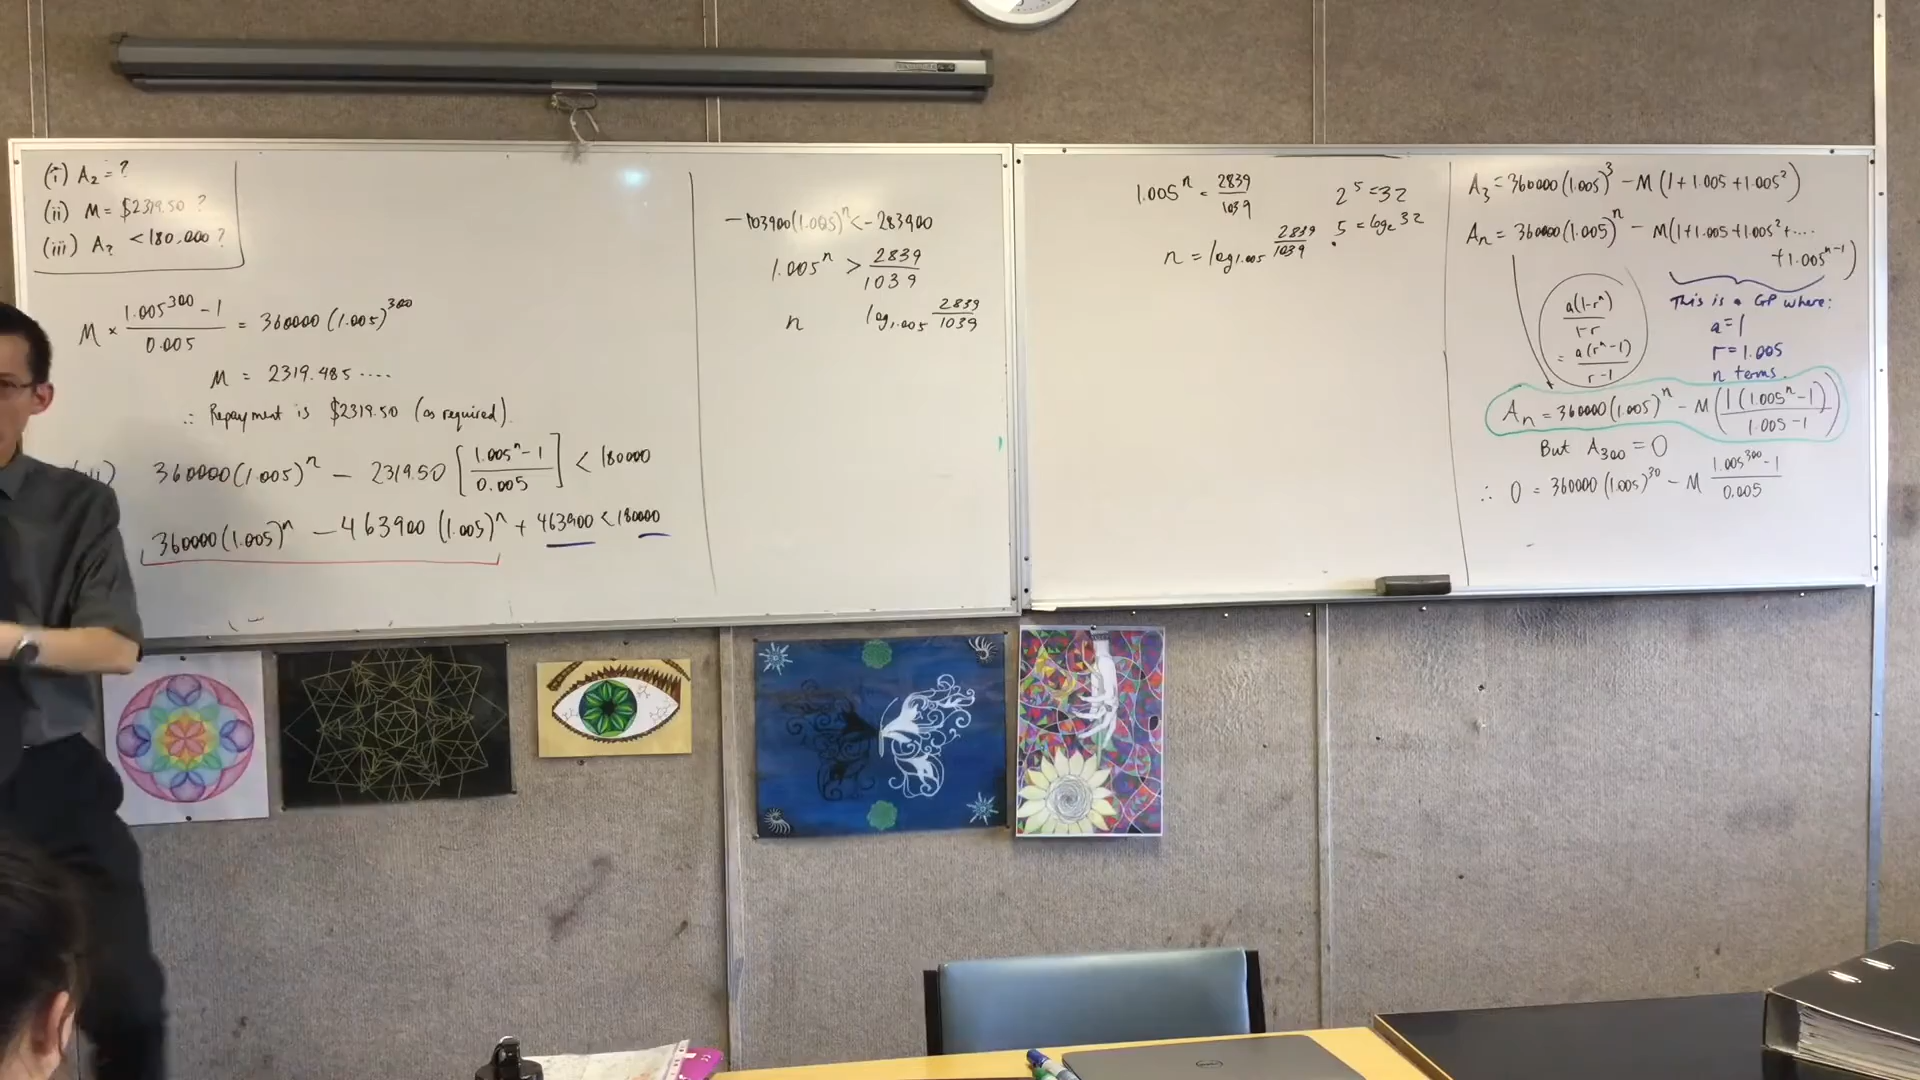 (i) A₂ = ?
(ii) M = $2319.50 ?
(iii) A? < 180,000 ?
M × (1.005³⁰⁰ - 1)/0.005 = 360000 (1.005)³⁰⁰
M = 2319.485 ....
∴ Repayment is $2319.50 (as required).
360000 (1.005)ⁿ - 2319.50 [(1.005ⁿ - 1)/0.005] < 180000
360000 (1.005)ⁿ - 463900 (1.005)ⁿ + 463900 < 180000
-103900 (1.005)ⁿ < -283900
1.005ⁿ > 2839/1039
n log₁.₀₀₅ 2839/1039
1.005ⁿ = 2839/1039
n = log₁.₀₀₅ 2839/1039
2⁵ = 32
5 = log₂ 32
A₃ = 360000 (1.005)³ - M (1 + 1.005 + 1.005²)
Aₙ = 360000 (1.005)ⁿ - M (1 + 1.005 + 1.005² + ....
+ 1.005ⁿ⁻¹)
a(1-rⁿ)/1-r
= a(rⁿ-1)/r-1
This is a GP where:
a = 1
r = 1.005
n terms.
Aₙ = 360000 (1.005)ⁿ - M (1 (1.005ⁿ - 1)/1.005 - 1)
But A₃₀₀ = 0
∴ 0 = 360000 (1.005)³⁰ - M (1.005³⁰⁰ - 1)/0.005